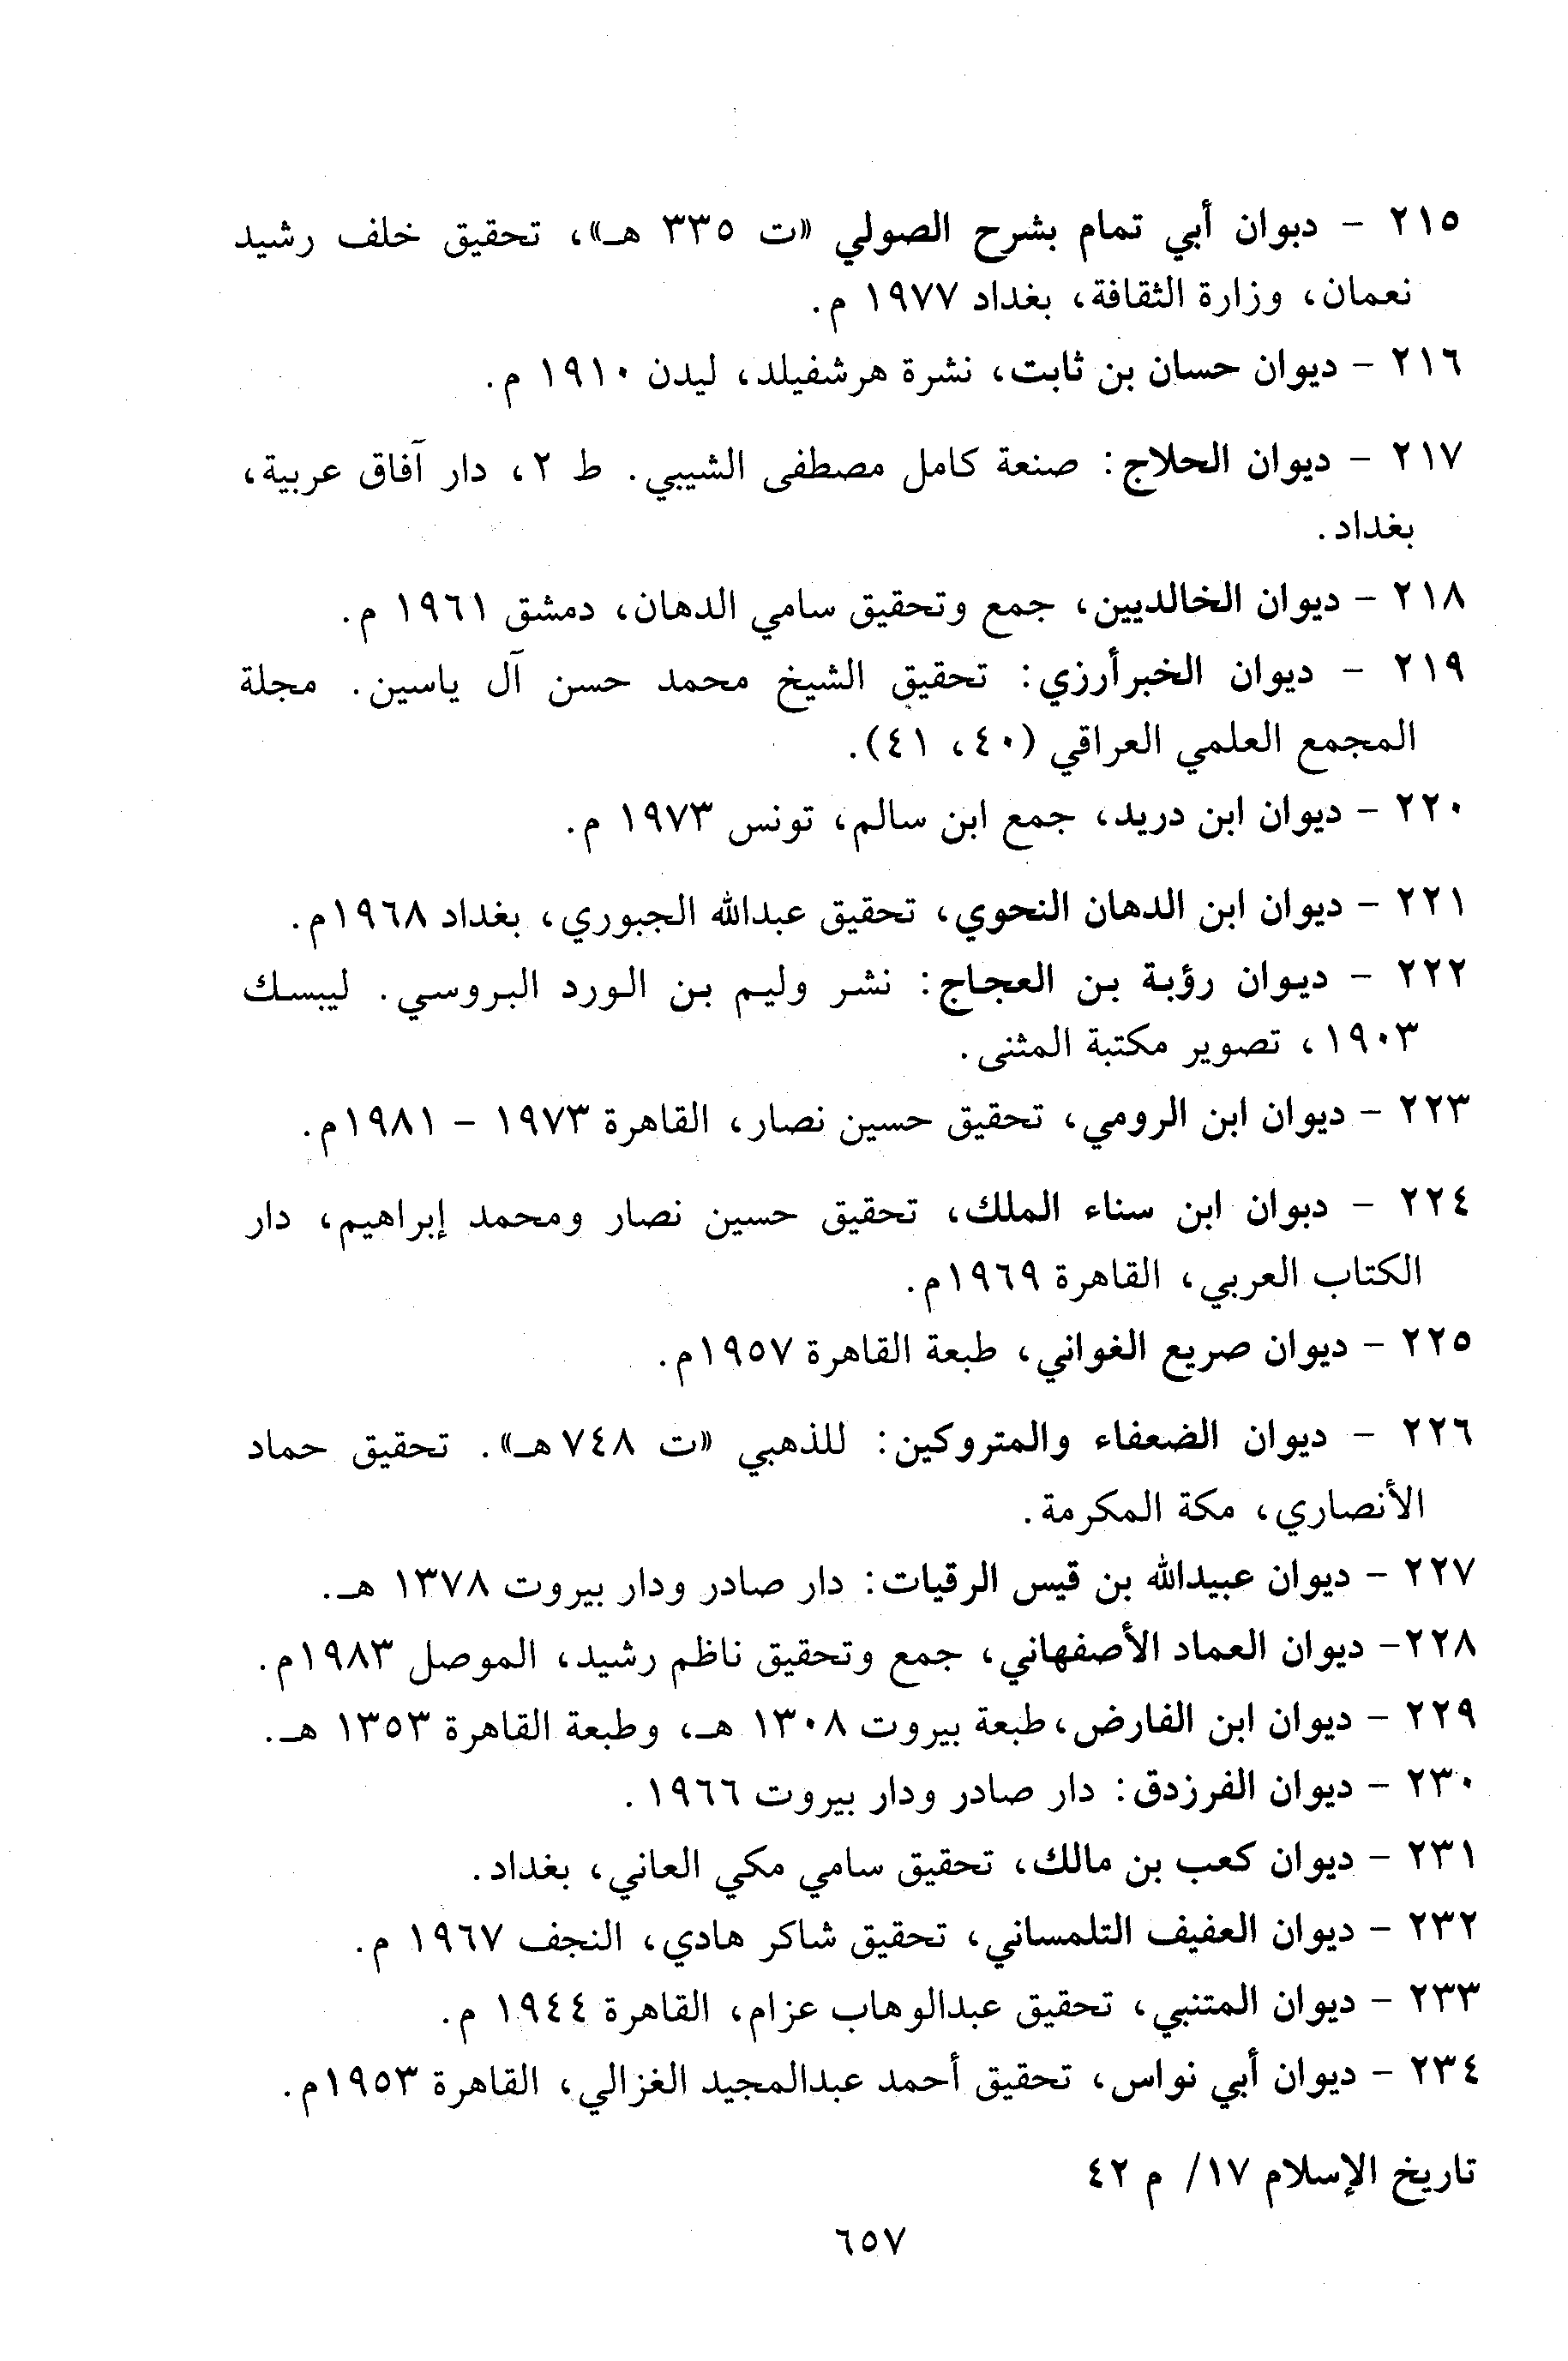 ٢١٥ - ديوان أبي تمام بشرح الصولي «ت ٣٣٥ هـ»، تحقيق خلف رشيد
نعمان، وزارة الثقافة، بغداد ١٩٧٧ م.
٢١٦ - ديوان حسان بن ثابت، نشرة هرشفيلد، ليدن ١٩١٠ م.
٢١٧ - ديوان الحلاج: صنعة كامل مصطفى الشيبي. ط ٢، دار آفاق عربية،
بغداد.
٢١٨ - ديوان الخالديين، جمع وتحقيق سامي الدهان، دمشق ١٩٦١ م.
٢١٩ - ديوان الخبرأرزي: تحقيق الشيخ محمد حسن آل ياسين. مجلة
المجمع العلمي العراقي (٤٠، ٤١).
٢٢٠ - ديوان ابن دريد، جمع ابن سالم، تونس ١٩٧٣ م.
٢٢١ - ديوان ابن الدهان النحوي، تحقيق عبدالله الجبوري، بغداد ١٩٦٨م.
٢٢٢ - ديوان رؤبة بن العجاج: نشر وليم بن الورد البروسي. ليبسك
١٩٠٣، تصوير مكتبة المثنى.
٢٢٣ - ديوان ابن الرومي، تحقيق حسين نصار، القاهرة ١٩٧٣ - ١٩٨١م.
٢٢٤ - ديوان ابن سناء الملك، تحقيق حسين نصار ومحمد إبراهيم، دار
الكتاب العربي، القاهرة ١٩٦٩م.
٢٢٥ - ديوان صريع الغواني، طبعة القاهرة ١٩٥٧م.
٢٢٦ - ديوان الضعفاء والمتروكين: للذهبي «ت ٧٤٨هـ». تحقيق حماد
الأنصاري، مكة المكرمة.
٢٢٧ - ديوان عبيدالله بن قيس الرقيات: دار صادر ودار بيروت ١٣٧٨ هـ.
٢٢٨- ديوان العماد الأصفهاني، جمع وتحقيق ناظم رشيد، الموصل ١٩٨٣م.
٢٢٩ - ديوان ابن الفارض، طبعة بيروت ١٣٠٨ هـ، وطبعة القاهرة ١٣٥٣ هـ.
٢٣٠ - ديوان الفرزدق: دار صادر ودار بيروت ١٩٦٦ .
٢٣١ - ديوان كعب بن مالك، تحقيق سامي مكي العاني، بغداد.
٢٣٢ - ديوان العفيف التلمساني، تحقيق شاكر هادي، النجف ١٩٦٧ م.
٢٣٣ - ديوان المتنبي، تحقيق عبدالوهاب عزام، القاهرة ١٩٤٤ م.
٢٣٤ - ديوان أبي نواس، تحقيق أحمد عبدالمجيد الغزالي، القاهرة ١٩٥٣م.
تاريخ الإسلام ١٧/ م ٤٢
٦٥٧